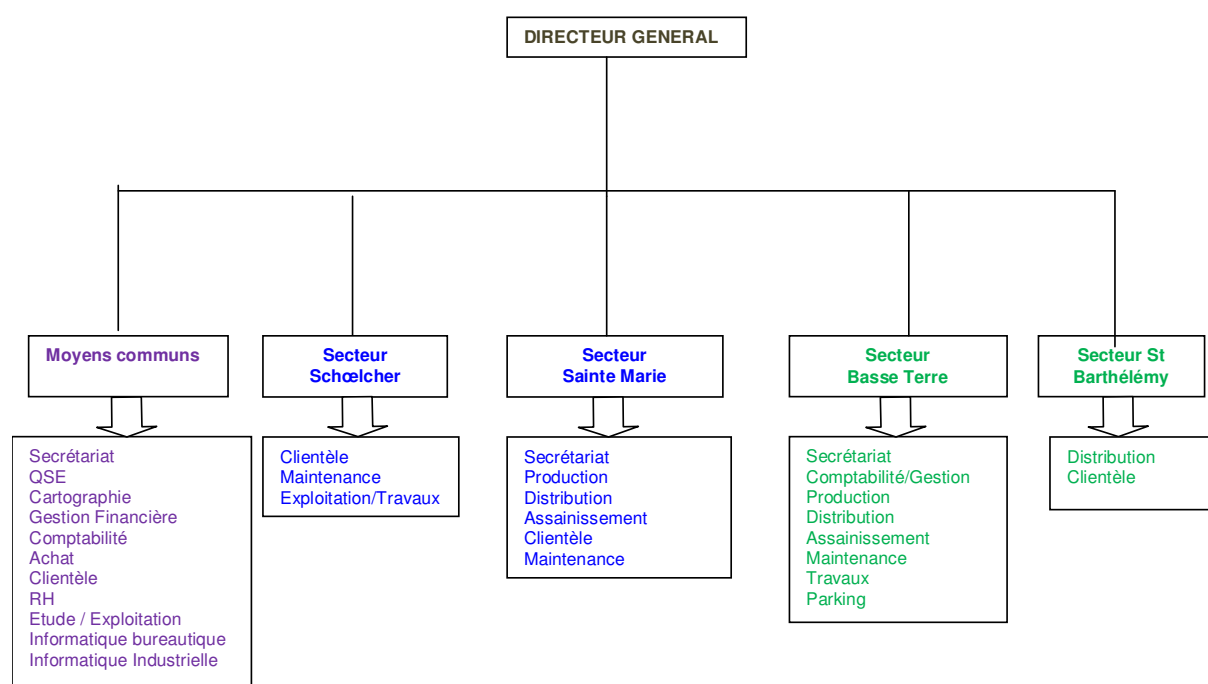 DIRECTEUR GENERAL
Moyens communs
Secteur
Schœlcher
Secteur
Sainte Marie
Secteur
Basse Terre
Secteur St
Barthélémy
Secrétariat
QSE
Cartographie
Gestion Financière
Comptabilité
Achat
Clientèle
RH
Etude / Exploitation
Informatique bureautique
Informatique Industrielle
Clientèle
Maintenance
Exploitation/Travaux
Secrétariat
Production
Distribution
Assainissement
Clientèle
Maintenance
Secrétariat
Comptabilité/Gestion
Production
Distribution
Assainissement
Maintenance
Travaux
Parking
Distribution
Clientèle